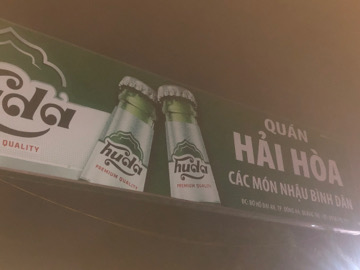 huda
QUALITY
huda
PREMIUM QUALITY
huda
PREMIUM QUALITY
QUÁN
HẢI HÒA
CÁC MÓN NHẬU BÌNH DÂN